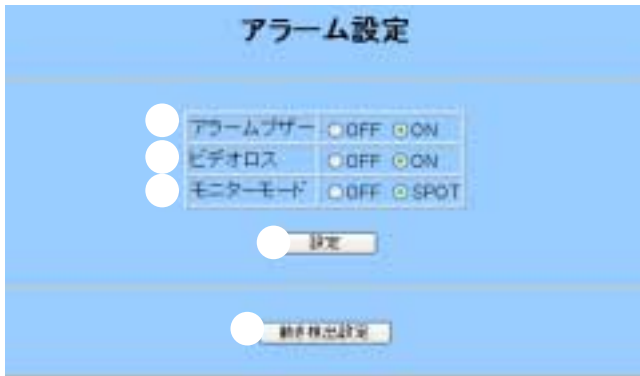 アラーム設定
アラームブザー OFF ON
ビデオロス OFF ON
モニターモード OFF SPOT
設定
動き検出設定